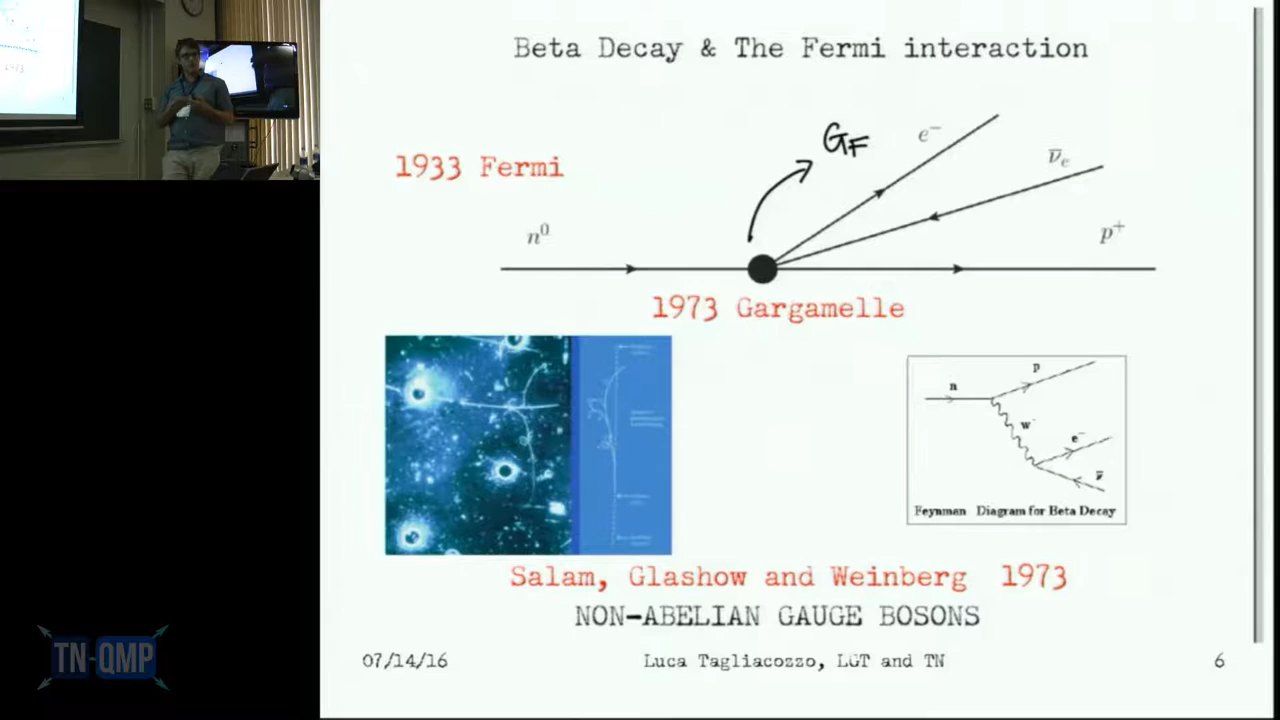 Beta Decay & The Fermi interaction
1933 Fermi
G_F
e⁻
ν̅ₑ
n⁰
p⁺
1973 Gargamelle
n
p
w⁻
e⁻
ν̅
Feynman Diagram for Beta Decay
Salam, Glashow and Weinberg 1973
NON-ABELIAN GAUGE BOSONS
07/14/16
Luca Tagliacozzo, LGT and TN
6
TN-QMP